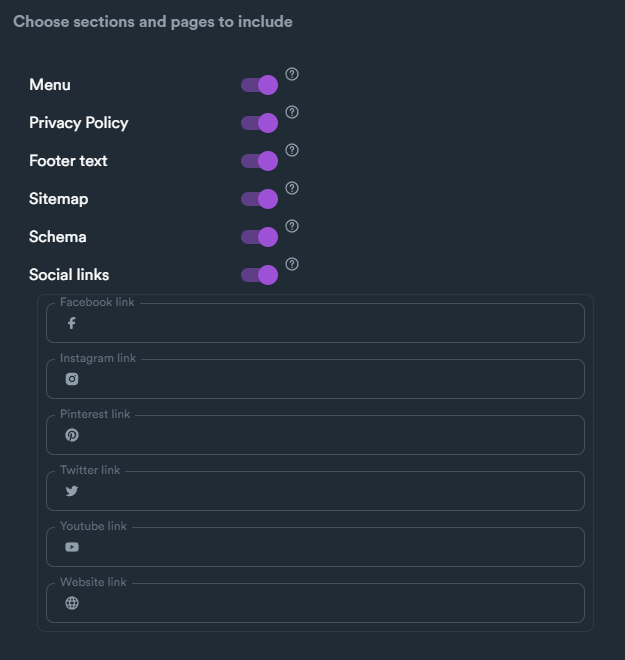 Choose sections and pages to include
Menu
Privacy Policy
Footer text
Sitemap
Schema
Social links
Facebook link
Instagram link
Pinterest link
Twitter link
Youtube link
Website link